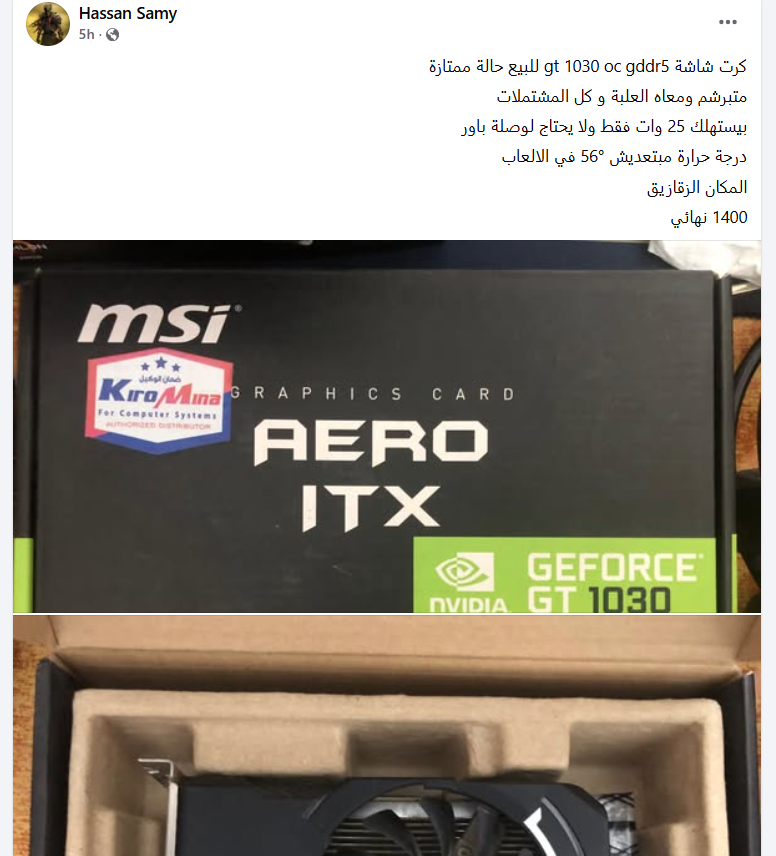 Hassan Samy
5h ·
كرت شاشة gt 1030 oc gddr5 للبيع حالة ممتازة
متبرشم ومعاه العلبة و كل المشتملات
بيستهلك 25 وات فقط ولا يحتاج لوصلة باور
درجة حرارة مبتعديش 56° في الالعاب
المكان الزقازيق
1400 نهائي
msi®
ضمان الوكيل
KiroMina
For Computer Systems
AUTHORIZED DISTRIBUTOR
GRAPHICS CARD
AERO
ITX
NVIDIA
GEFORCE®
GT 1030